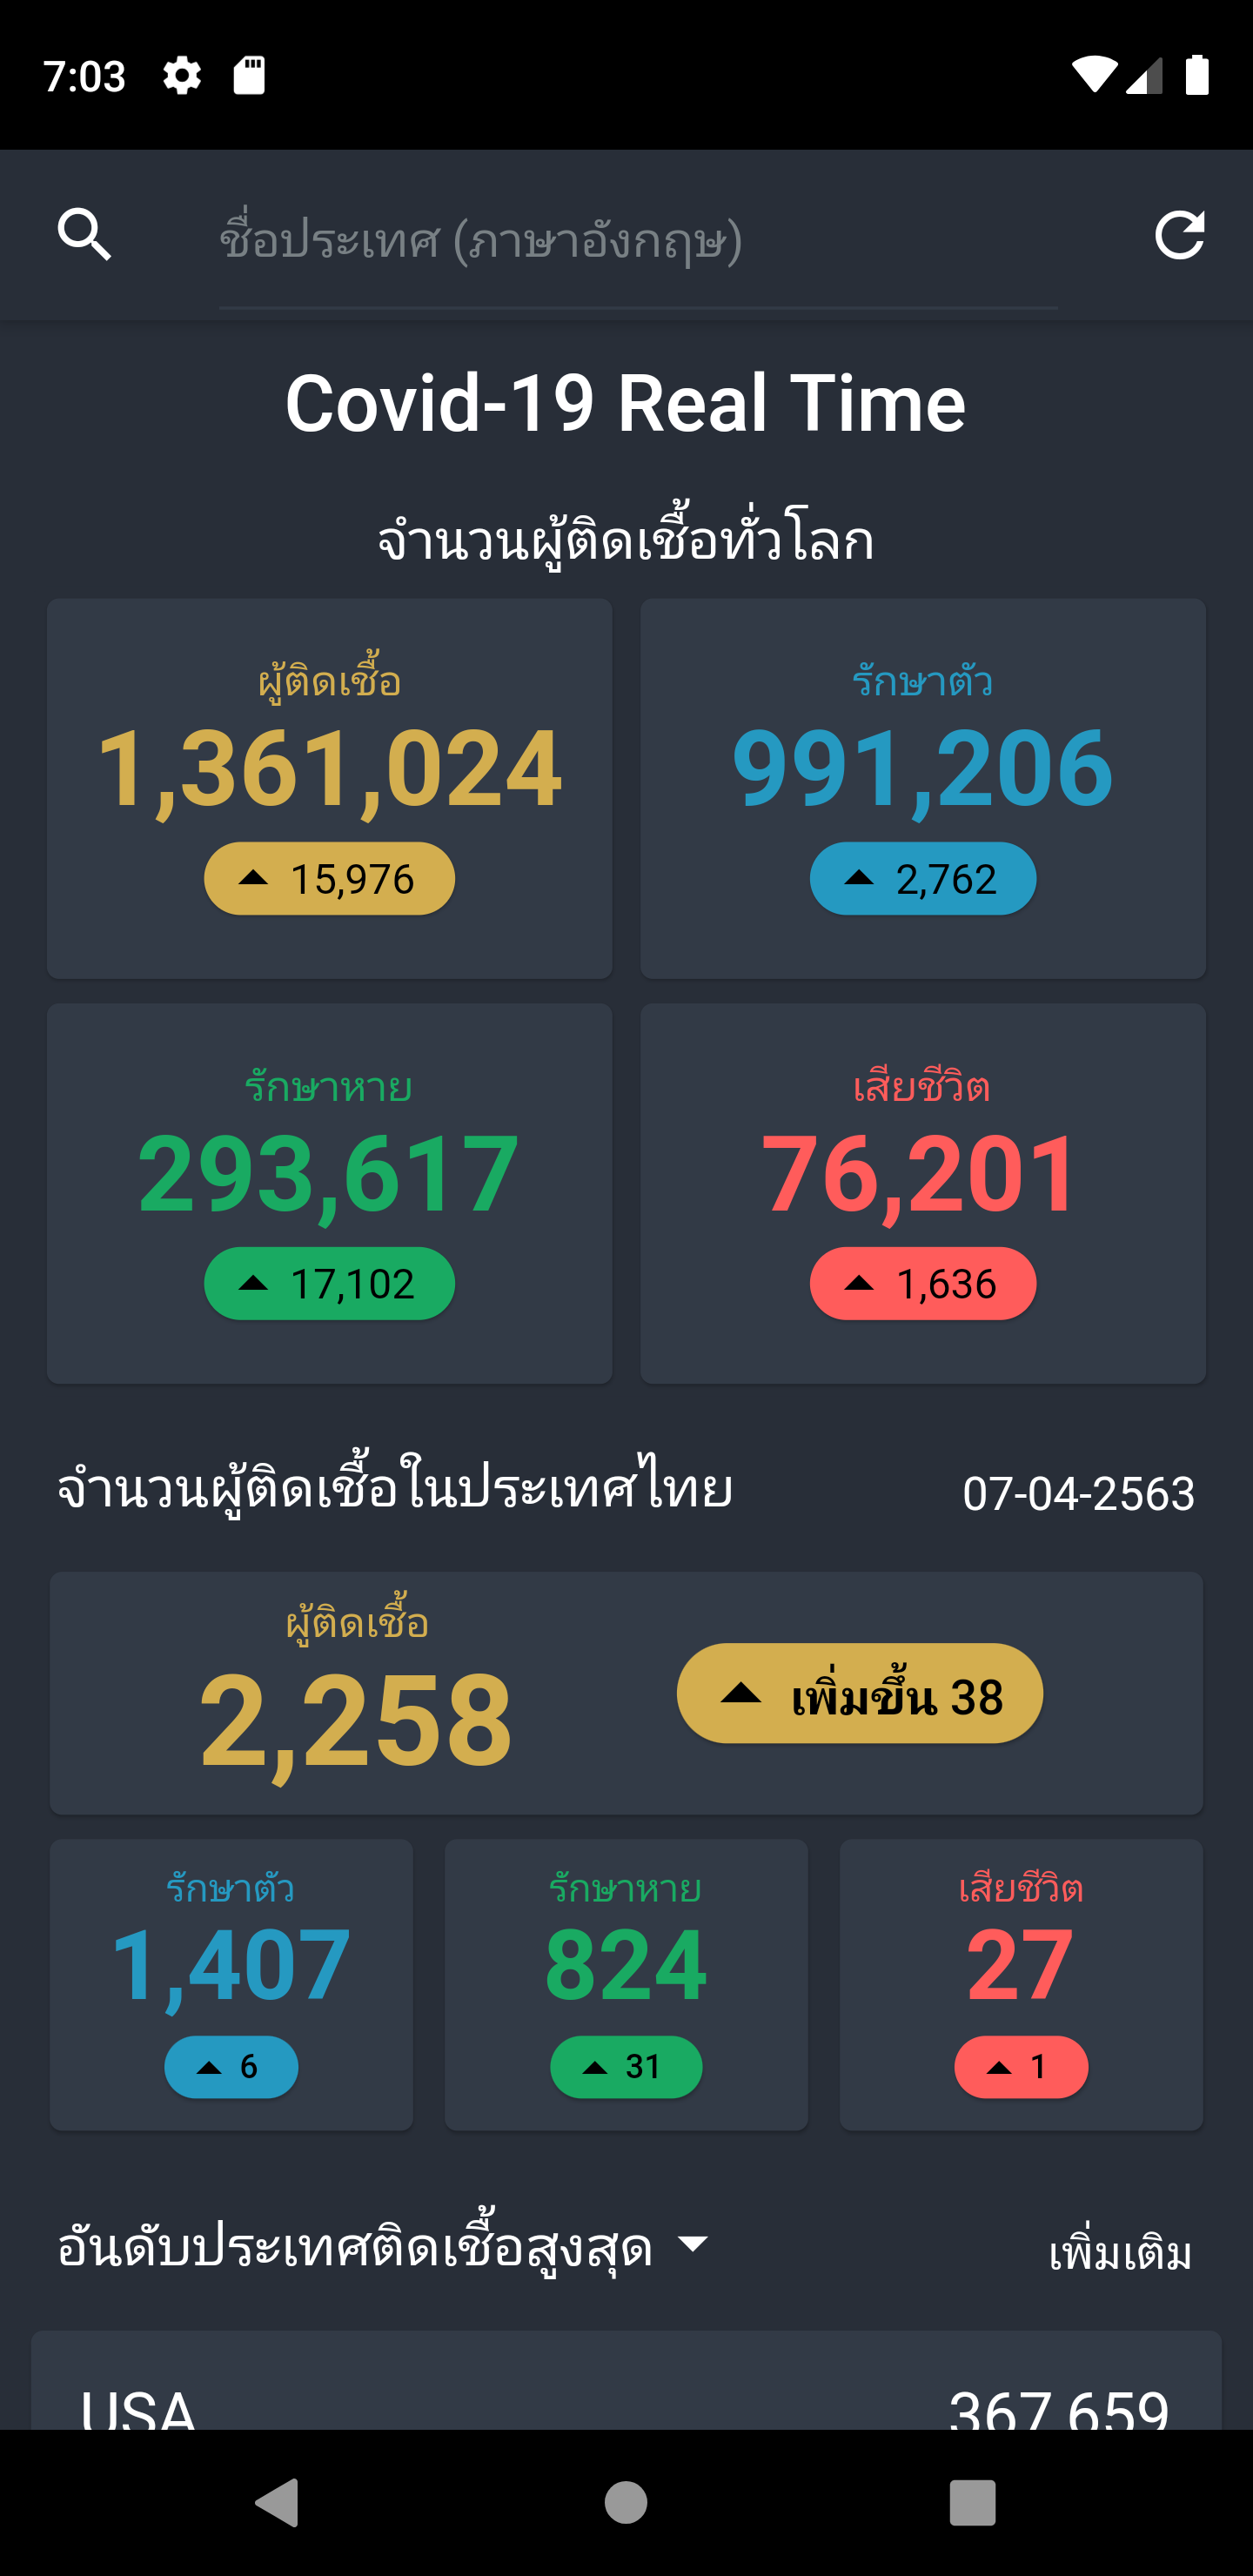 7:03
ชื่อประเทศ (ภาษาอังกฤษ)
Covid-19 Real Time
จำนวนผู้ติดเชื้อทั่วโลก
ผู้ติดเชื้อ
1,361,024
15,976
รักษาตัว
991,206
2,762
รักษาหาย
293,617
17,102
เสียชีวิต
76,201
1,636
จำนวนผู้ติดเชื้อในประเทศไทย
07-04-2563
ผู้ติดเชื้อ
2,258
เพิ่มขึ้น 38
รักษาตัว
1,407
6
รักษาหาย
824
31
เสียชีวิต
27
1
อันดับประเทศติดเชื้อสูงสุด
เพิ่มเติม
USA
367,659